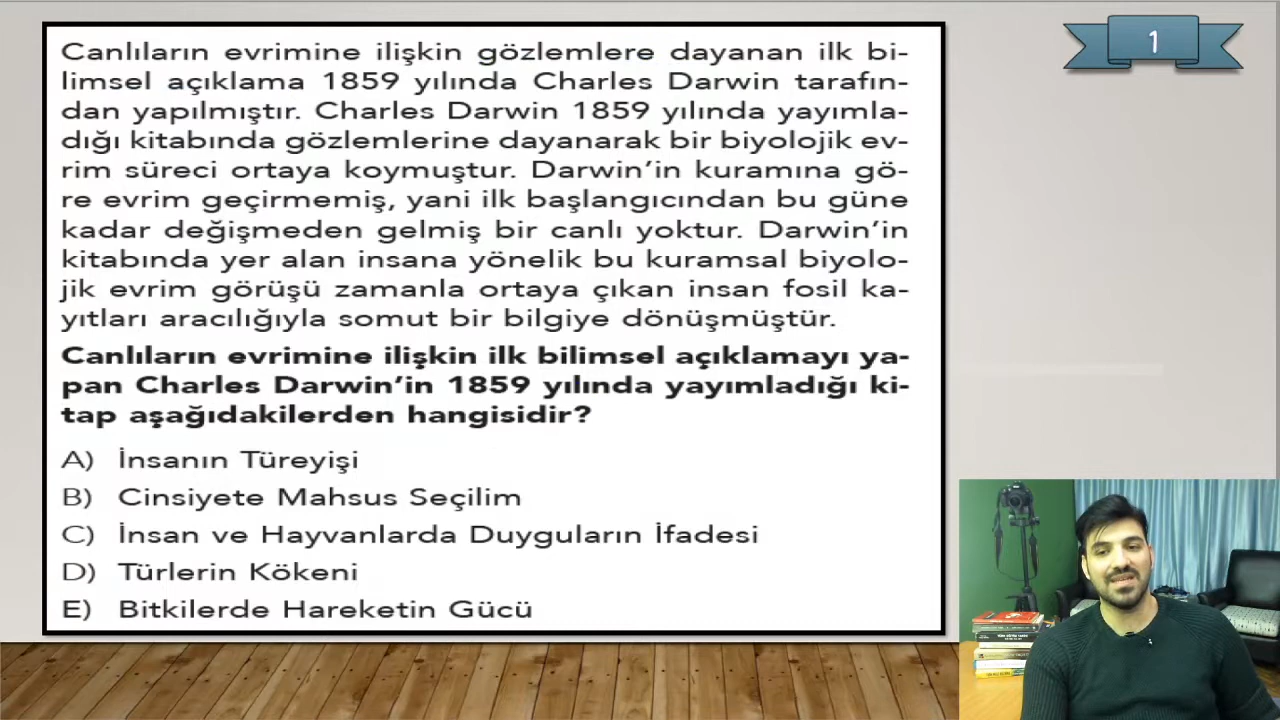 1
Canlıların evrimine ilişkin gözlemlere dayanan ilk bi-
limsel açıklama 1859 yılında Charles Darwin tarafın-
dan yapılmıştır. Charles Darwin 1859 yılında yayımla-
dığı kitabında gözlemlerine dayanarak bir biyolojik ev-
rim süreci ortaya koymuştur. Darwin’in kuramına gö-
re evrim geçirmemiş, yani ilk başlangıcından bu güne
kadar değişmeden gelmiş bir canlı yoktur. Darwin’in
kitabında yer alan insana yönelik bu kuramsal biyolo-
jik evrim görüşü zamanla ortaya çıkan insan fosil ka-
yıtları aracılığıyla somut bir bilgiye dönüşmüştür.
Canlıların evrimine ilişkin ilk bilimsel açıklamayı ya-
pan Charles Darwin’in 1859 yılında yayımladığı ki-
tap aşağıdakilerden hangisidir?
A) İnsanın Türeyişi
B) Cinsiyete Mahsus Seçilim
C) İnsan ve Hayvanlarda Duyguların İfadesi
D) Türlerin Kökeni
E) Bitkilerde Hareketin Gücü